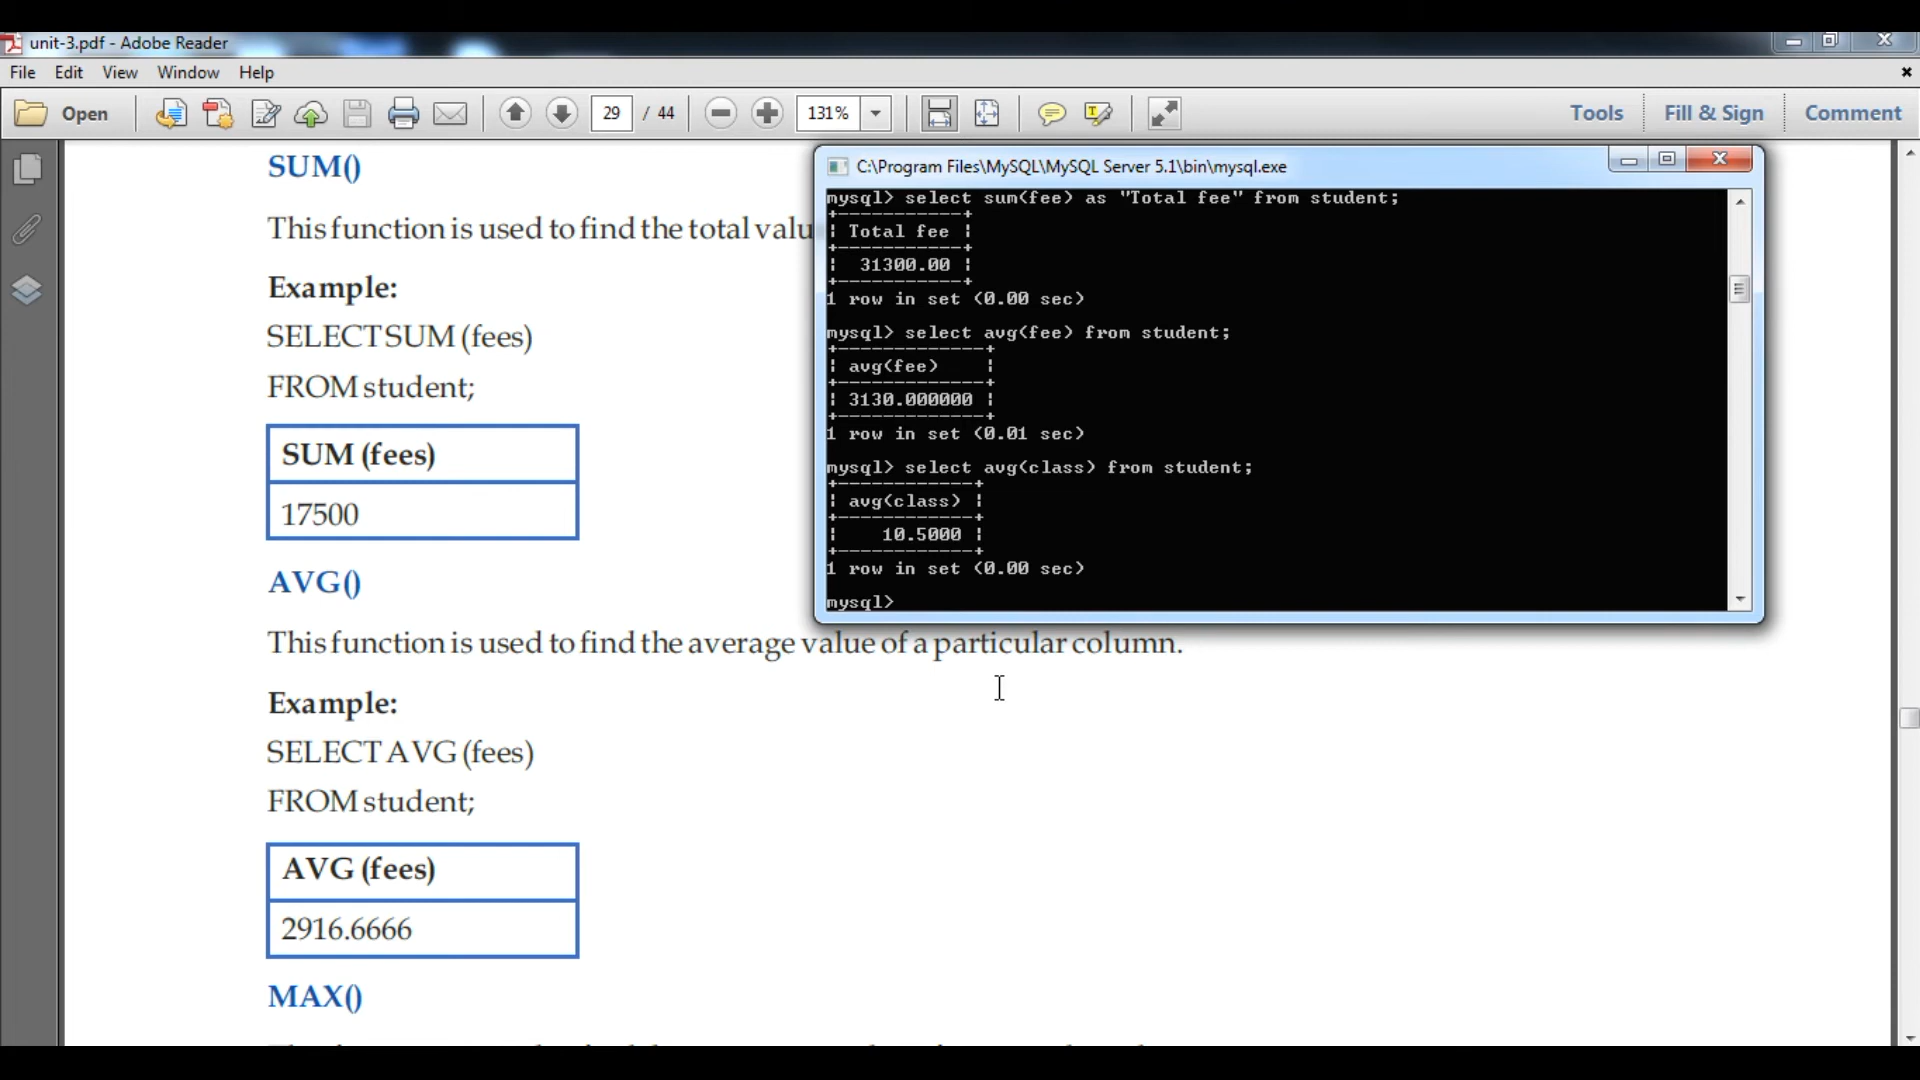 unit-3.pdf - Adobe Reader
File Edit View Window Help
Open 29 / 44 131% Tools Fill & Sign Comment
SUM()
This function is used to find the total valu
Example:
SELECT SUM (fees)
FROM student;
SUM (fees)
17500
AVG()
This function is used to find the average value of a particular column.
Example:
SELECT AVG (fees)
FROM student;
AVG (fees)
2916.6666
MAX()
C:\Program Files\MySQL\MySQL Server 5.1\bin\mysql.exe
mysql> select sum(fee) as "Total fee" from student;
+------------+
| Total fee |
+------------+
| 31300.00 |
+------------+
1 row in set (0.00 sec)
mysql> select avg(fee) from student;
+-------------+
| avg(fee) |
+-------------+
| 3130.000000 |
+-------------+
1 row in set (0.01 sec)
mysql> select avg(class) from student;
+------------+
| avg(class) |
+------------+
| 10.5000 |
+------------+
1 row in set (0.00 sec)
mysql>